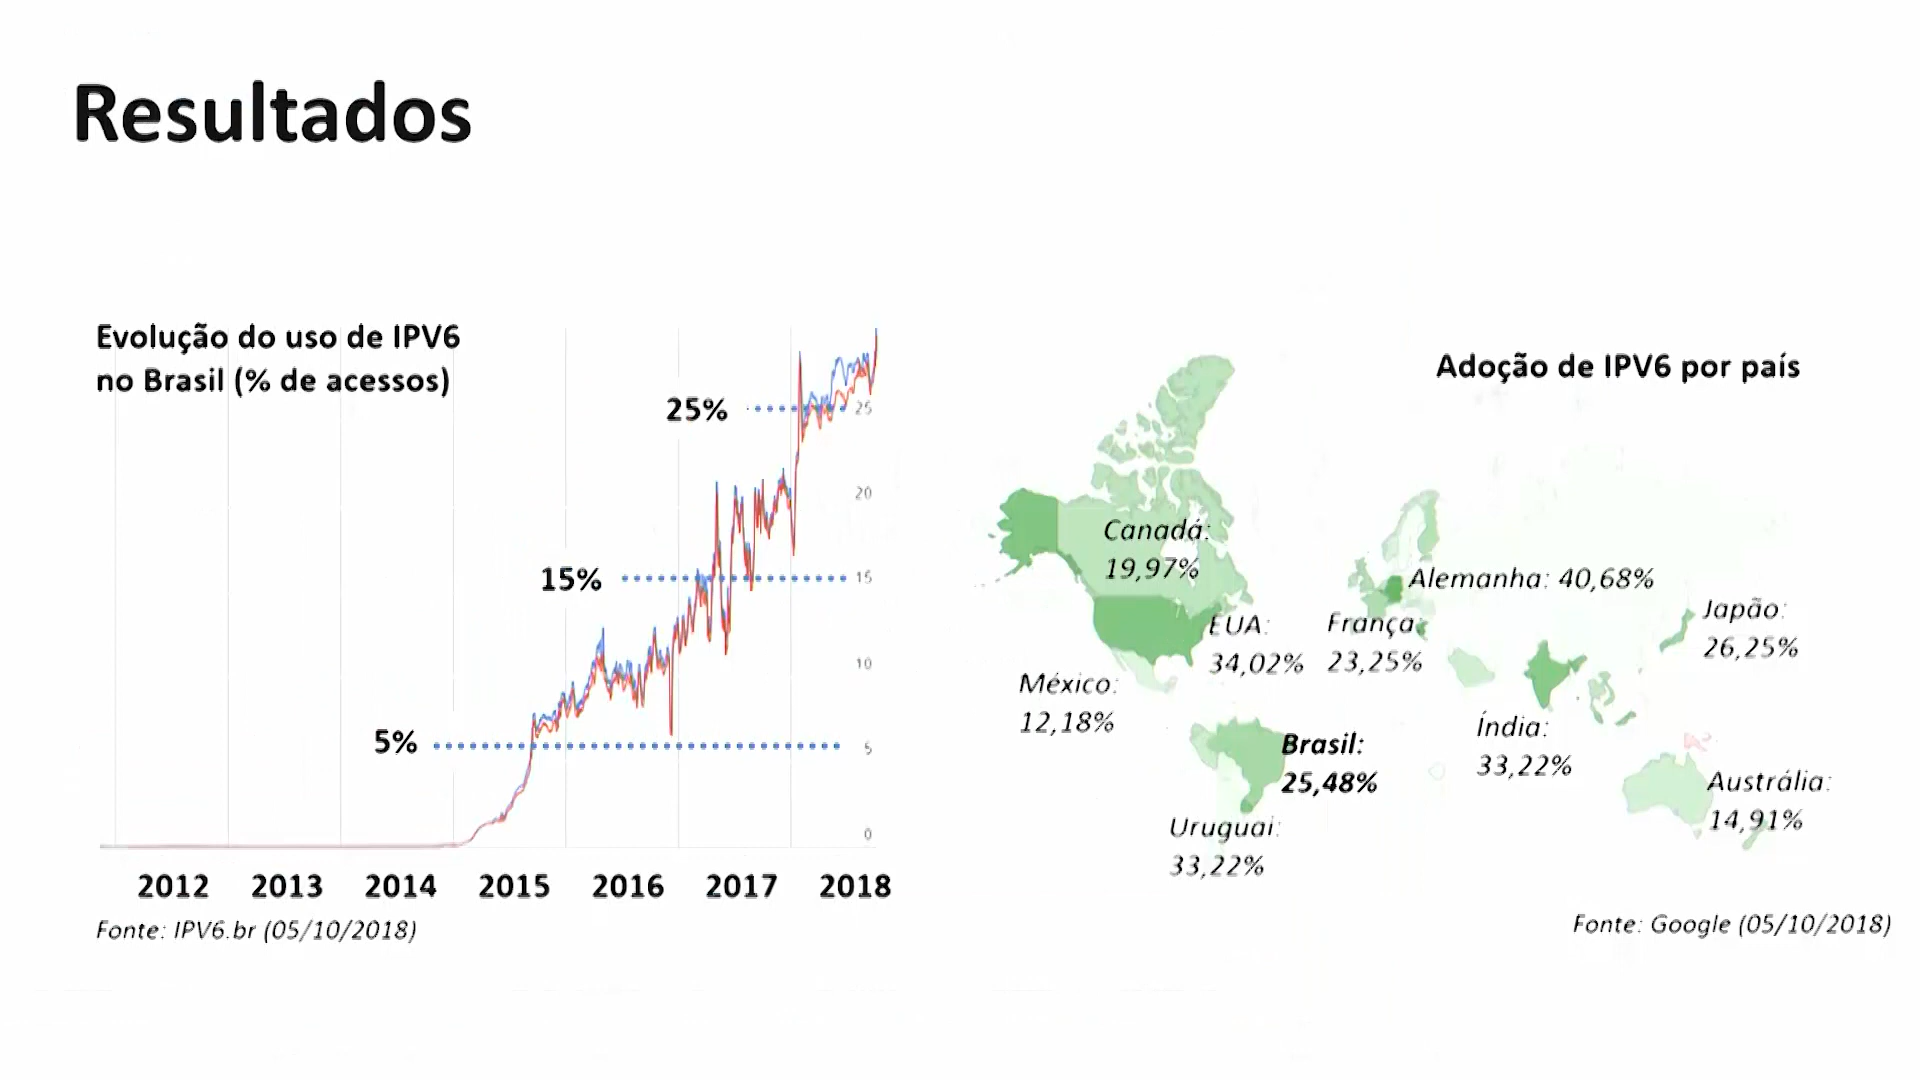 Resultados
Evolução do uso de IPV6
no Brasil (% de acessos)
25%
15%
5%
25
20
15
10
5
0
2012 2013 2014 2015 2016 2017 2018
Fonte: IPV6.br (05/10/2018)
Adoção de IPV6 por país
Canadá:
19,97%
EUA:
34,02%
México:
12,18%
Brasil:
25,48%
Uruguai:
33,22%
Alemanha: 40,68%
França:
23,25%
Japão:
26,25%
Índia:
33,22%
Austrália:
14,91%
Fonte: Google (05/10/2018)